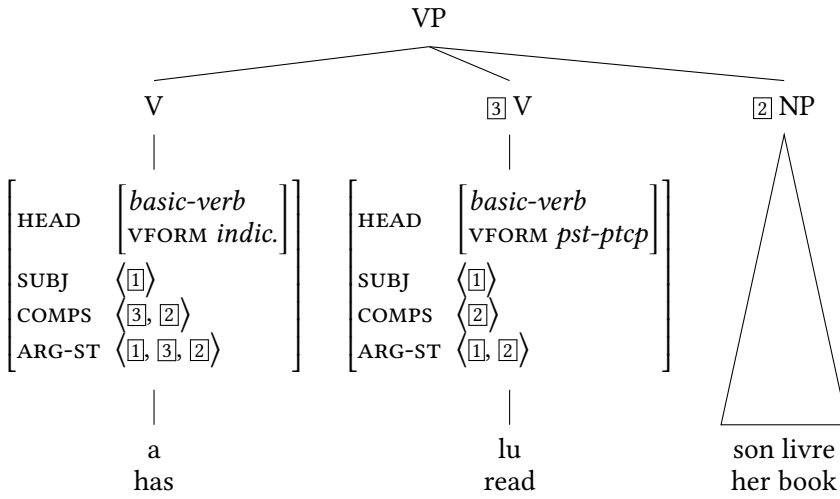 VP
V
3 V
2 NP
HEAD [basic-verb
VFORM indic.]
SUBJ ⟨1⟩
COMPS ⟨3, 2⟩
ARG-ST ⟨1, 3, 2⟩
HEAD [basic-verb
VFORM pst-ptcp]
SUBJ ⟨1⟩
COMPS ⟨2⟩
ARG-ST ⟨1, 2⟩
a
has
lu
read
son livre
her book